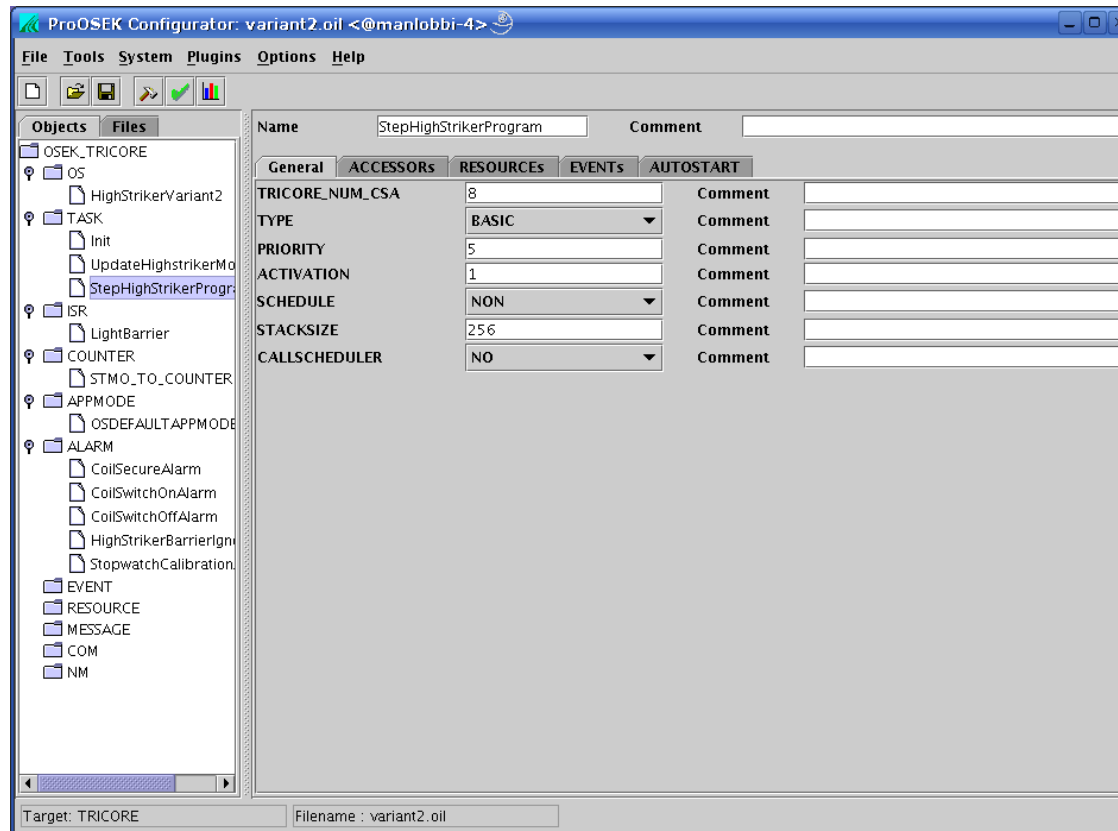 ProOSEK Configurator: variant2.oil <@manlobbi-4>
File Tools System Plugins Options Help
Objects Files
OSEK_TRICORE
OS
HighStrikerVariant2
TASK
Init
UpdateHighstrikerMo
StepHighStrikerProgra
ISR
LightBarrier
COUNTER
STM0_TO_COUNTER
APPMODE
OSDEFAULTAPPMODE
ALARM
CoilSecureAlarm
CoilSwitchOnAlarm
CoilSwitchOffAlarm
HighStrikerBarrierIgn
StopwatchCalibration
EVENT
RESOURCE
MESSAGE
COM
NM
Name StepHighStrikerProgram Comment
General ACCESSORs RESOURCEs EVENTs AUTOSTART
TRICORE_NUM_CSA 8 Comment
TYPE BASIC Comment
PRIORITY 5 Comment
ACTIVATION 1 Comment
SCHEDULE NON Comment
STACKSIZE 256 Comment
CALLSCHEDULER NO Comment
Target: TRICORE Filename : variant2.oil